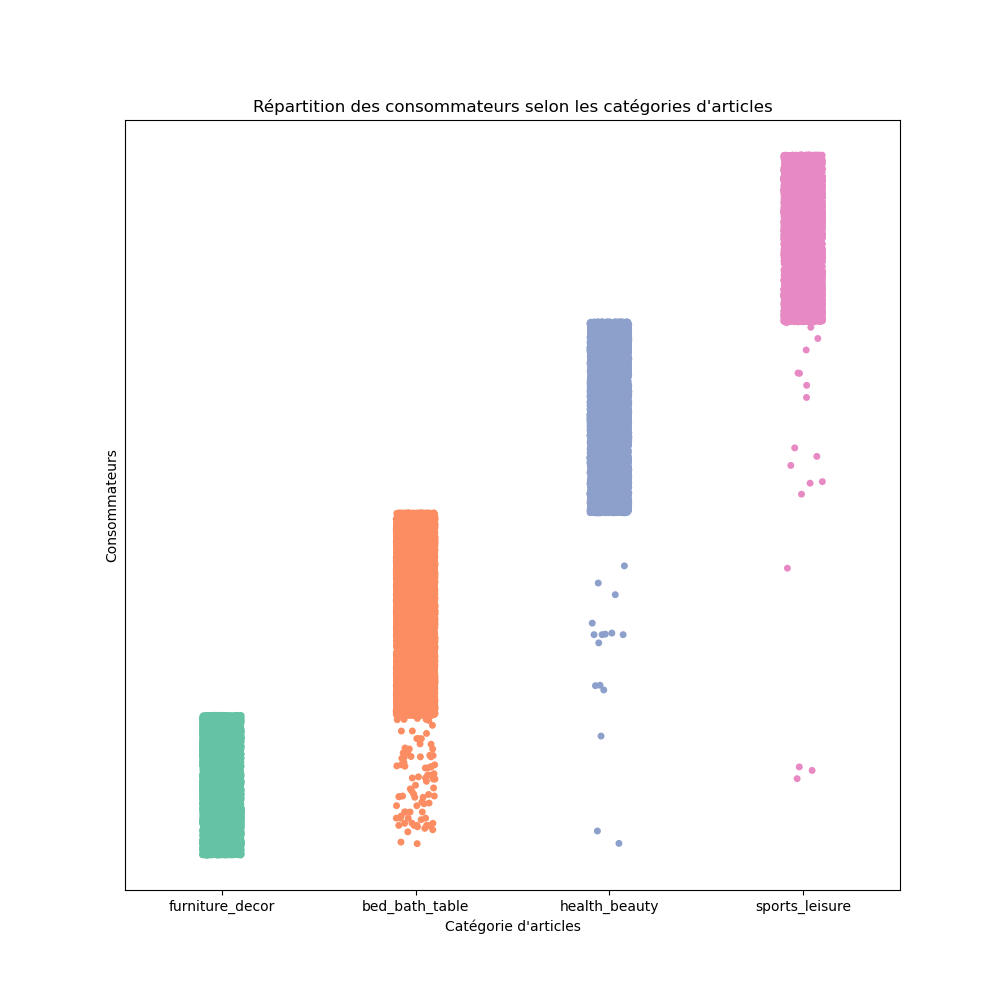 Répartition des consommateurs selon les catégories d'articles
Consommateurs
furniture_decor
bed_bath_table
health_beauty
sports_leisure
Catégorie d'articles